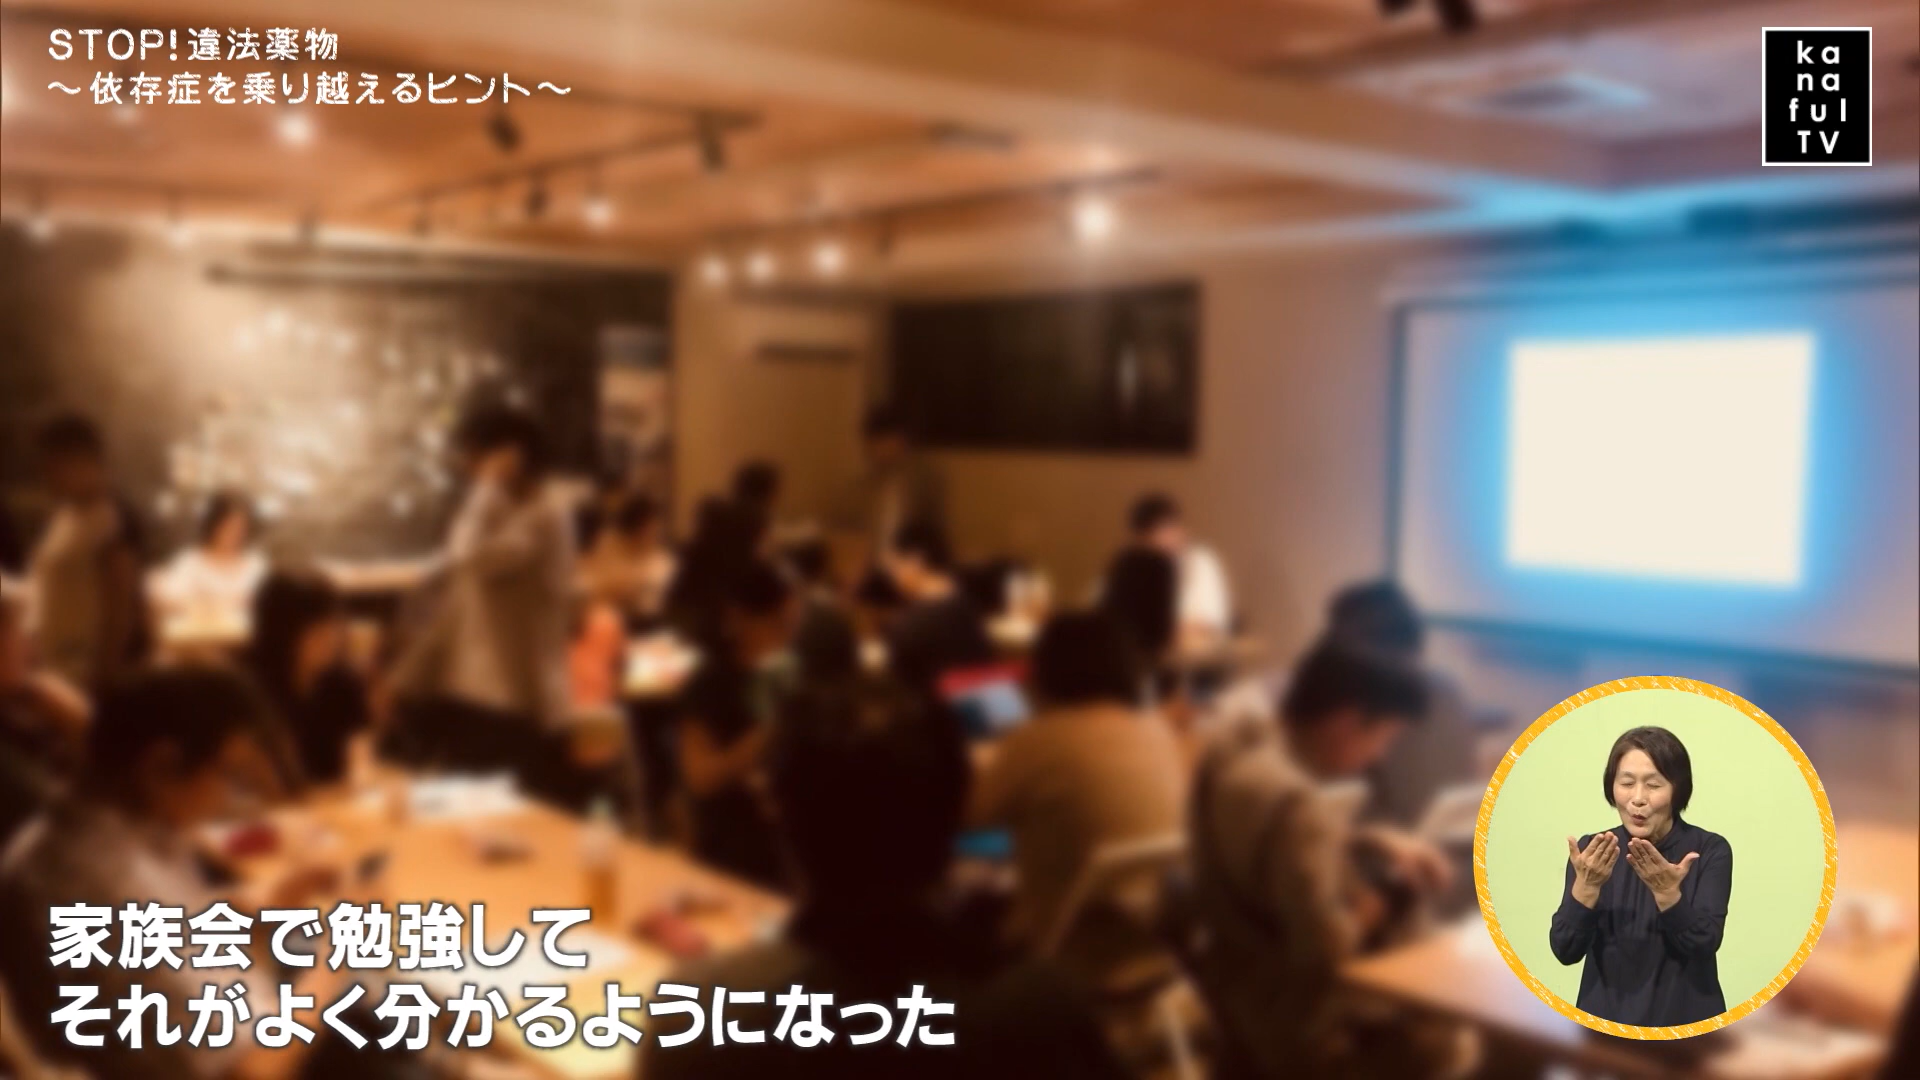 STOP!違法薬物
～依存症を乗り越えるヒント～
ka
na
ful
TV
家族会で勉強して
それがよく分かるようになった